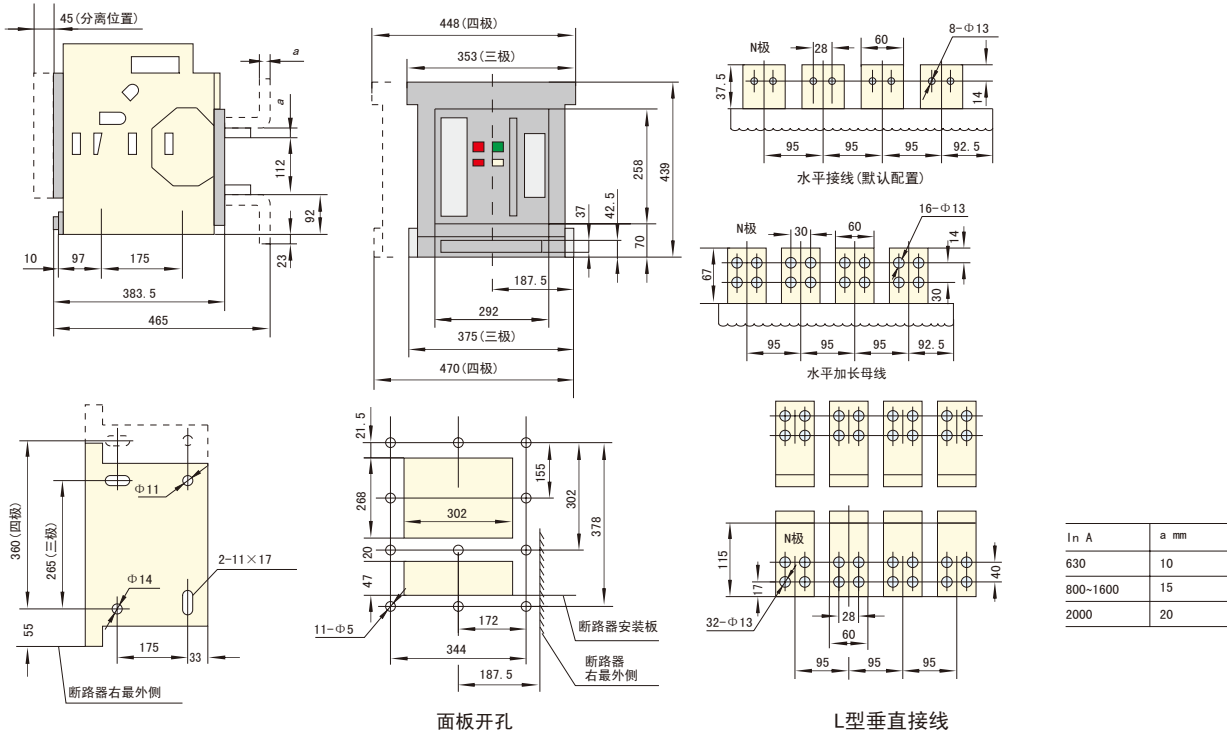 45(分离位置)
a
a
112
92
23
10
97
175
383.5
465
448(四极)
353(三极)
258
439
37
42.5
70
187.5
292
375(三极)
470(四极)
N极
28
60
8-Φ13
37.5
14
95
95
95
92.5
水平接线(默认配置)
N极
30
60
16-Φ13
14
67
30
95
95
95
92.5
水平加长母线
360(四极)
265(三极)
Φ11
Φ14
2-11×17
55
175
33
断路器右最外侧
21.5
268
302
155
302
378
20
47
11-Φ5
172
344
187.5
断路器安装板
断路器
右最外侧
面板开孔
N极
115
17
40
32-Φ13
28
60
95
95
95
L型垂直接线
In A a mm
630 10
800~1600 15
2000 20